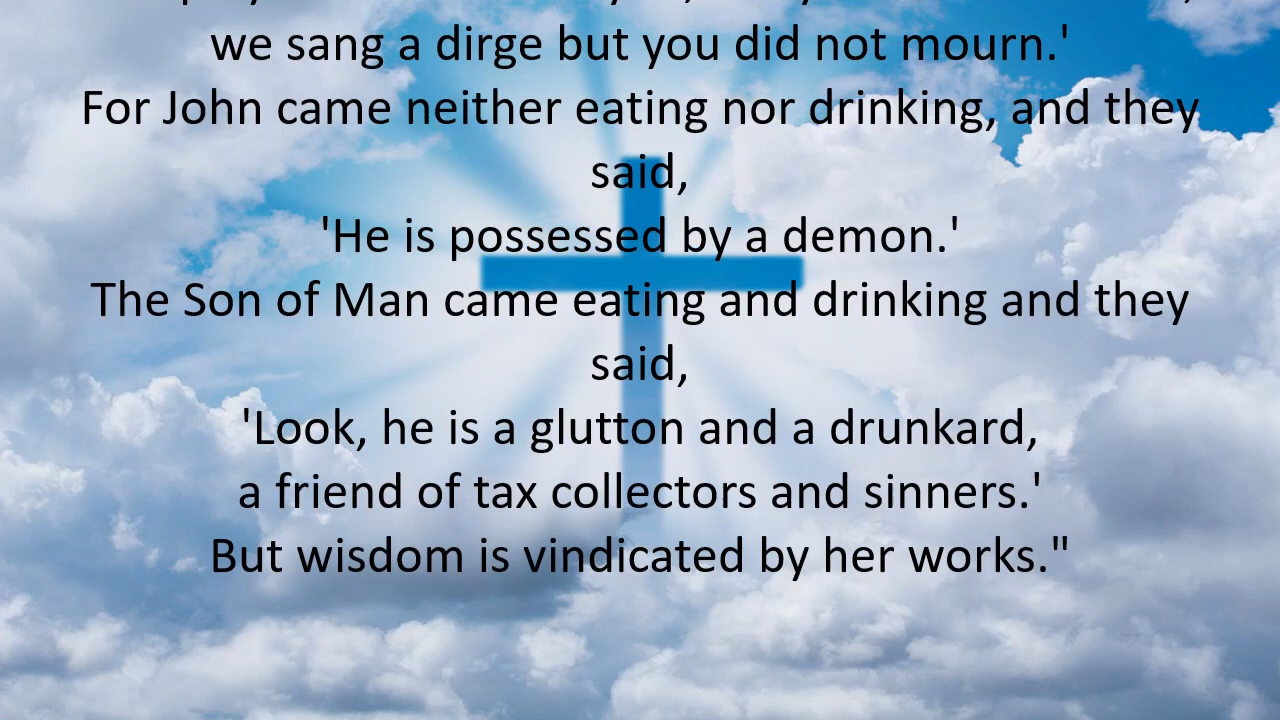 we sang a dirge but you did not mourn.'
For John came neither eating nor drinking, and they
said,
'He is possessed by a demon.'
The Son of Man came eating and drinking and they
said,
'Look, he is a glutton and a drunkard,
a friend of tax collectors and sinners.'
But wisdom is vindicated by her works."